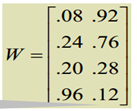 W = [.08 .92
.24 .76
.20 .28
.96 .12]